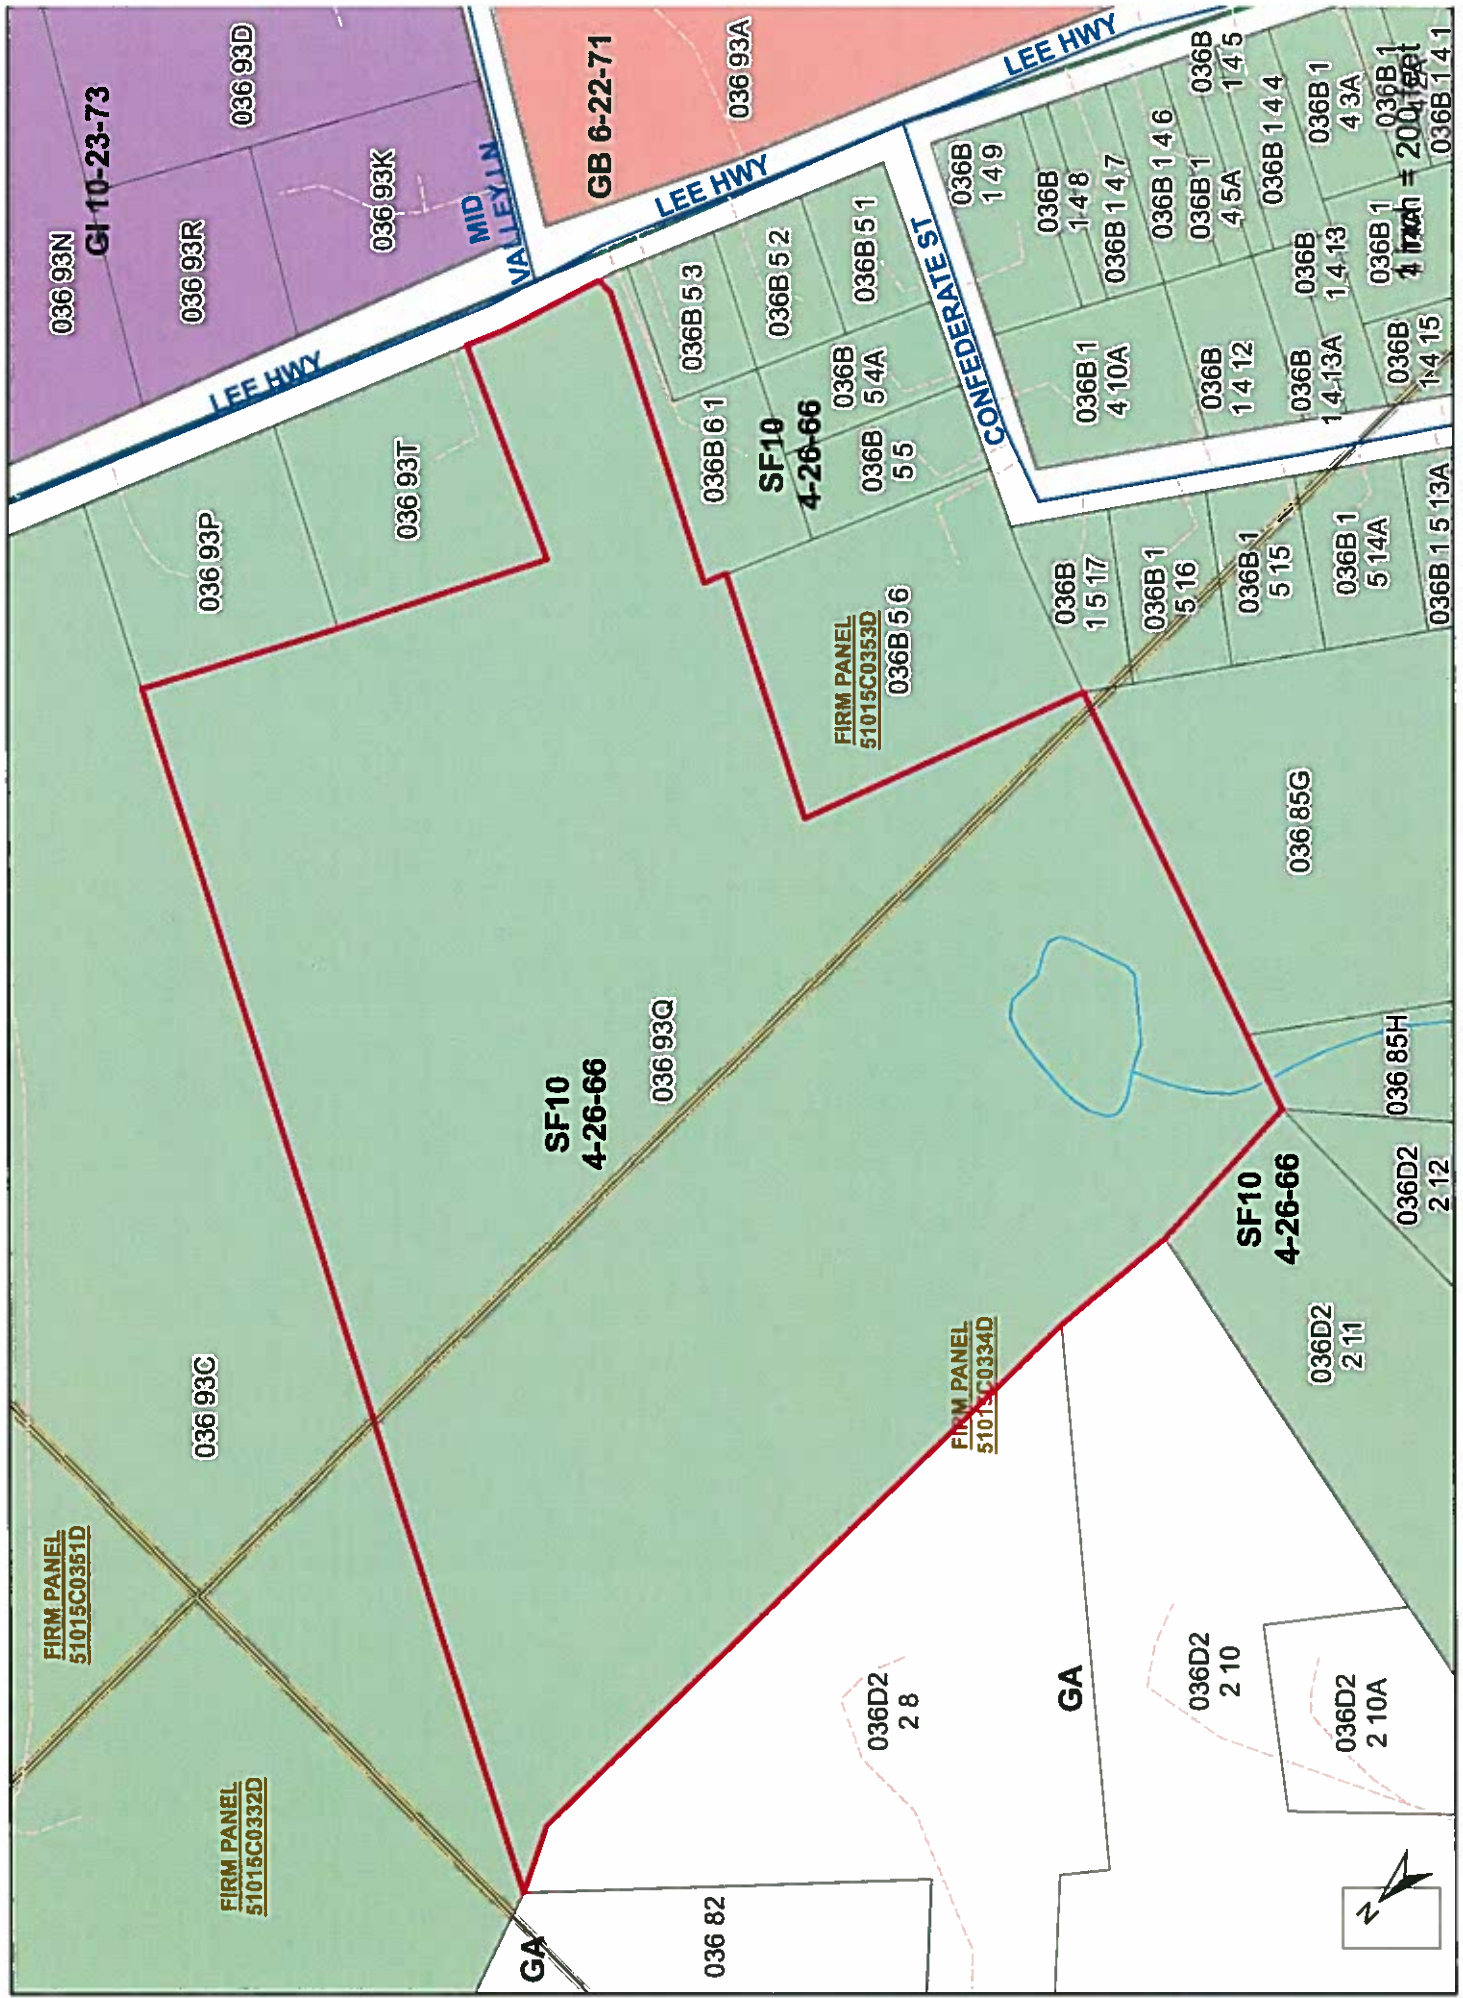 036 93N
GI 10-23-73
036 93D
036 93R
036 93K
MID
VALLEY LN
GB 6-22-71
036 93A
LEE HWY
LEE HWY
LEE HWY
036 93P
036 93T
036B 5 3
036B 5 2
036B 5 1
036B
5 4A
036B
5 5
036B 6 1
SF10
4-26-66
CONFEDERATE ST
036B
1 4 9
036B
1 4 8
036B 1 4 7
036B 1 4 6
036B 1
4 5A
036B
1 4 5
036B 1 4 4
036B 1
4 3A
036B 1
036B 1 4 1
036B
1 4 13
036B 1
1 inch = 200 feet
036B 1
4 10A
036B
1 4 12
036B
1 4 13A
036B
1 4 15
FIRM PANEL
51015C0353D
036B 5 6
036B
1 5 17
036B 1
5 16
036B 1
5 15
036B 1
5 14A
036B 1 5 13A
036 85G
SF10
4-26-66
036 93Q
036 93C
036 85H
036D2
2 12
SF10
4-26-66
036D2
2 11
FIRM PANEL
51015C0334D
FIRM PANEL
51015C0351D
FIRM PANEL
51015C0332D
036D2
2 8
GA
036D2
2 10
036D2
2 10A
GA
036 82
N